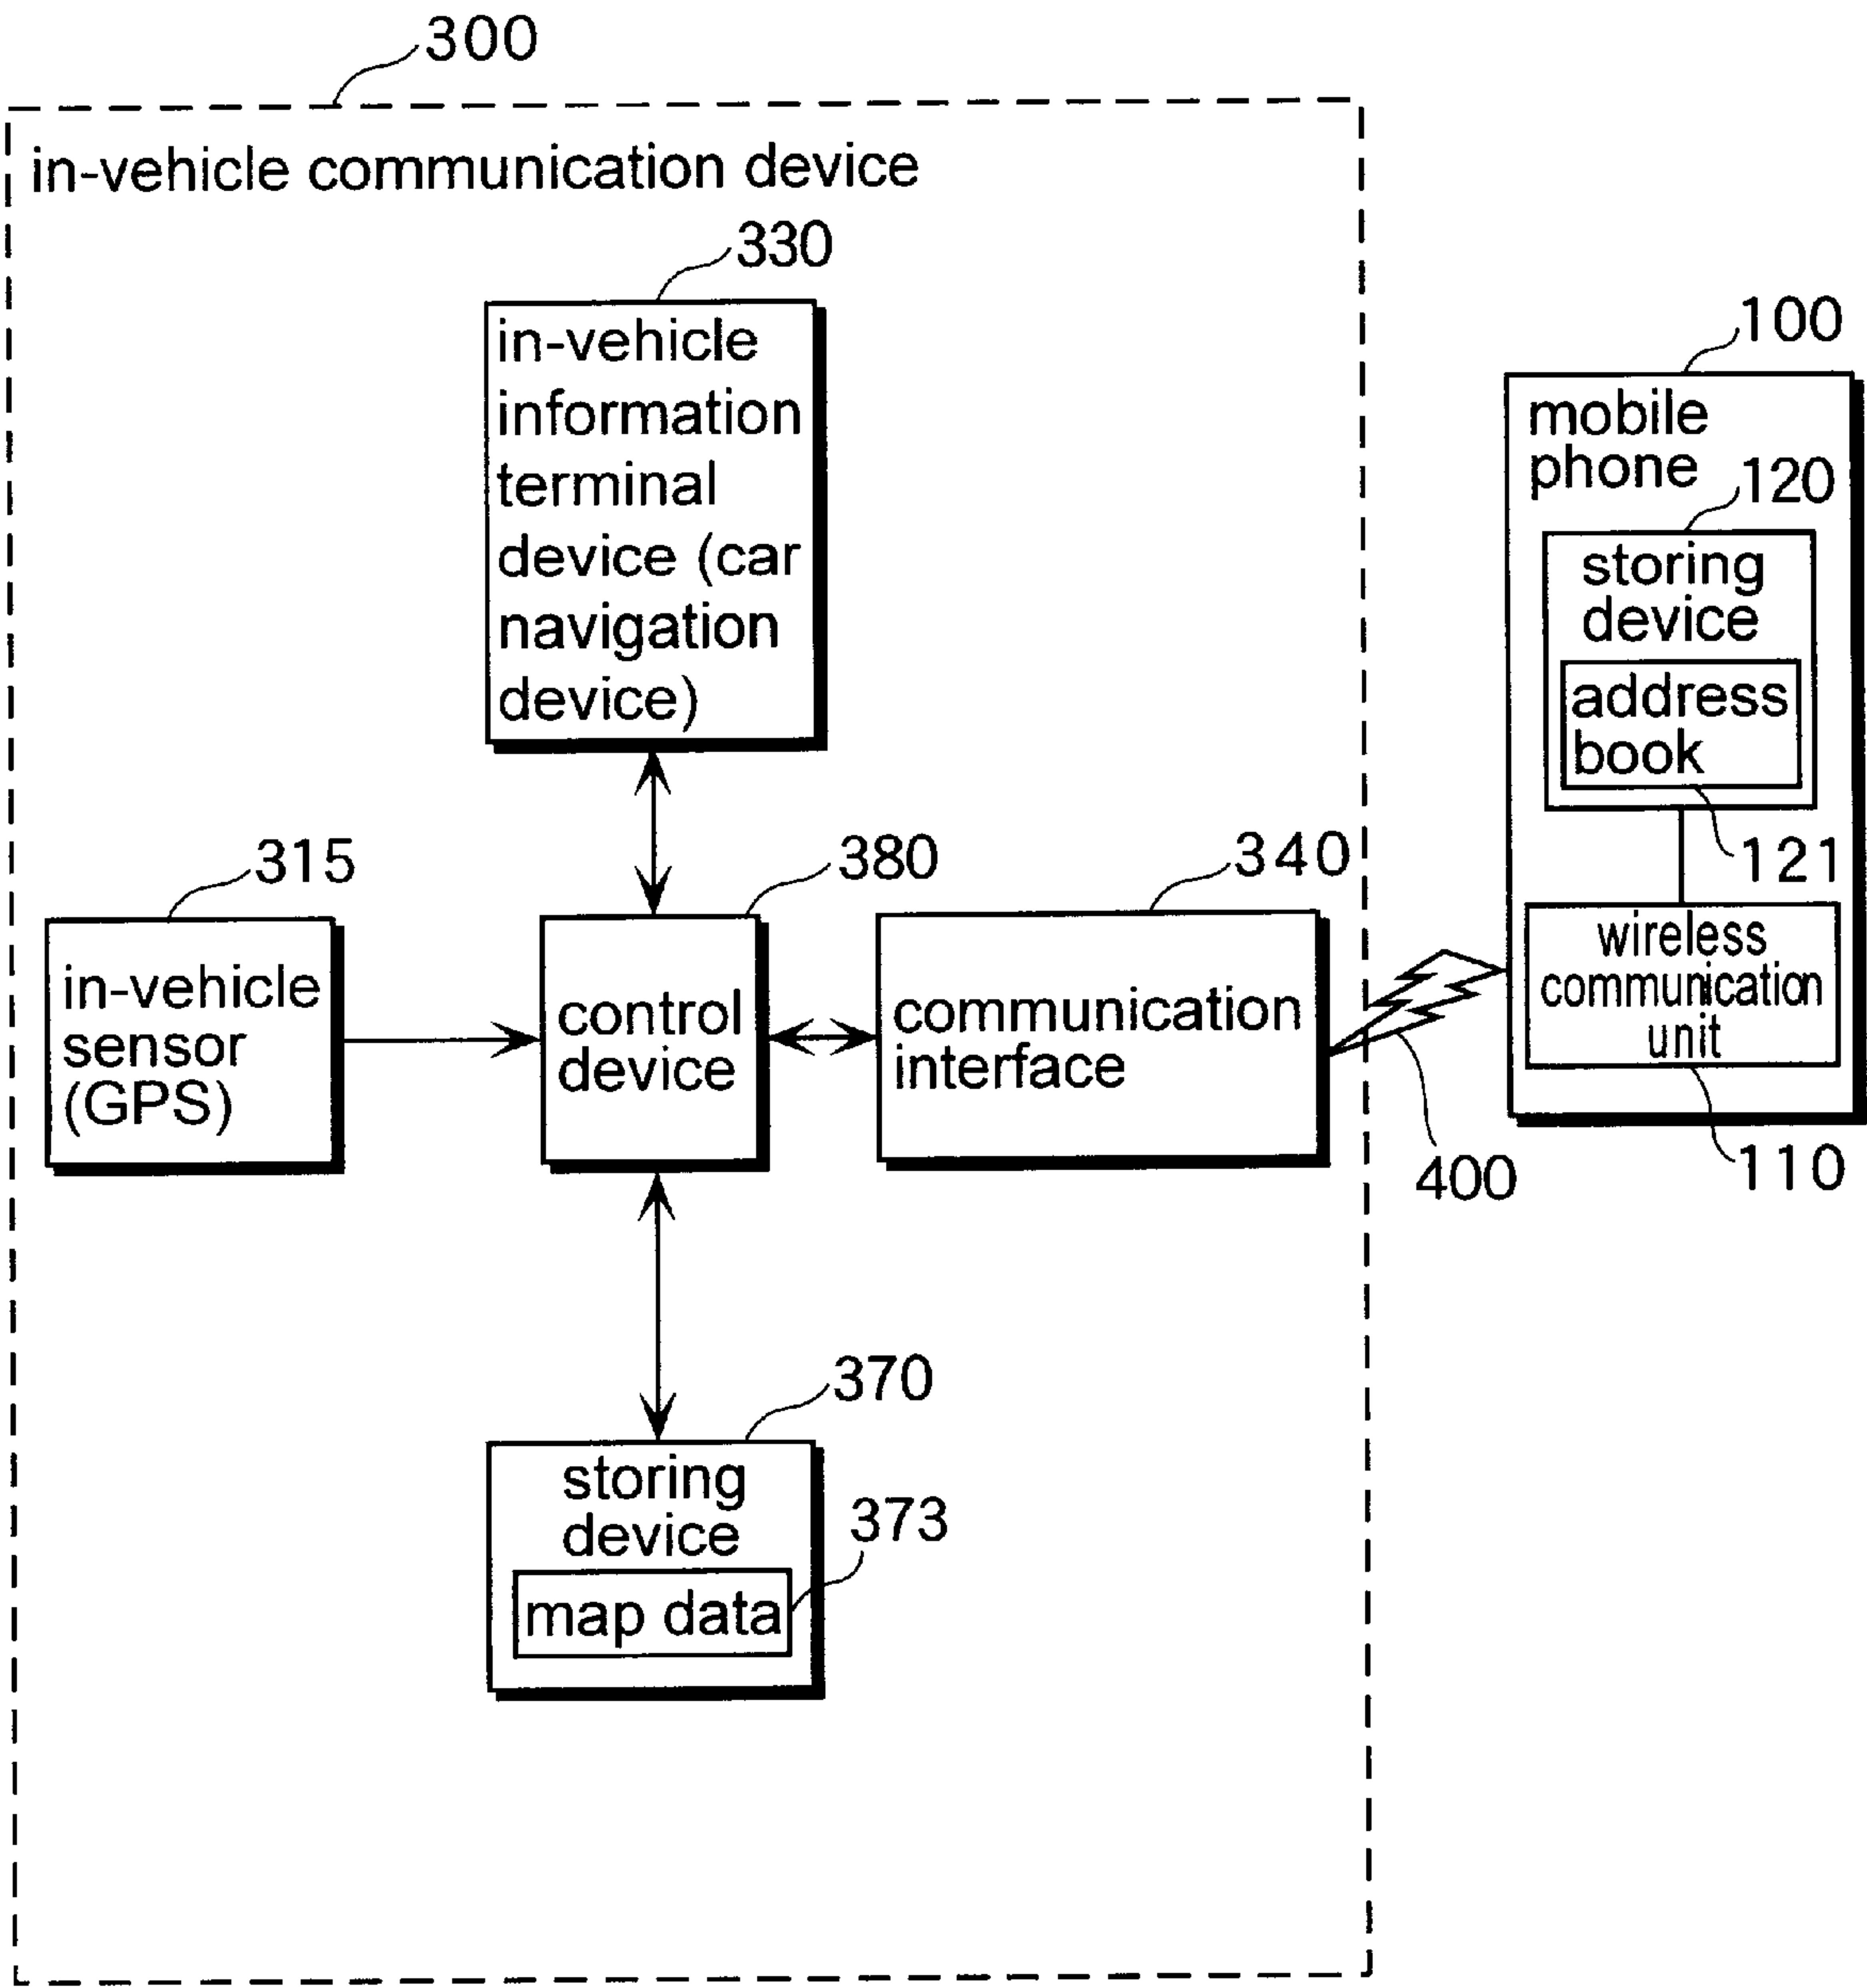 300
in-vehicle communication device
330
in-vehicle
information
terminal
device (car
navigation
device)
100
mobile
phone
120
storing
device
address
book
121
wireless
communication
unit
110
315
in-vehicle
sensor
(GPS)
380
control
device
340
communication
interface
400
370
storing
device
373
map data